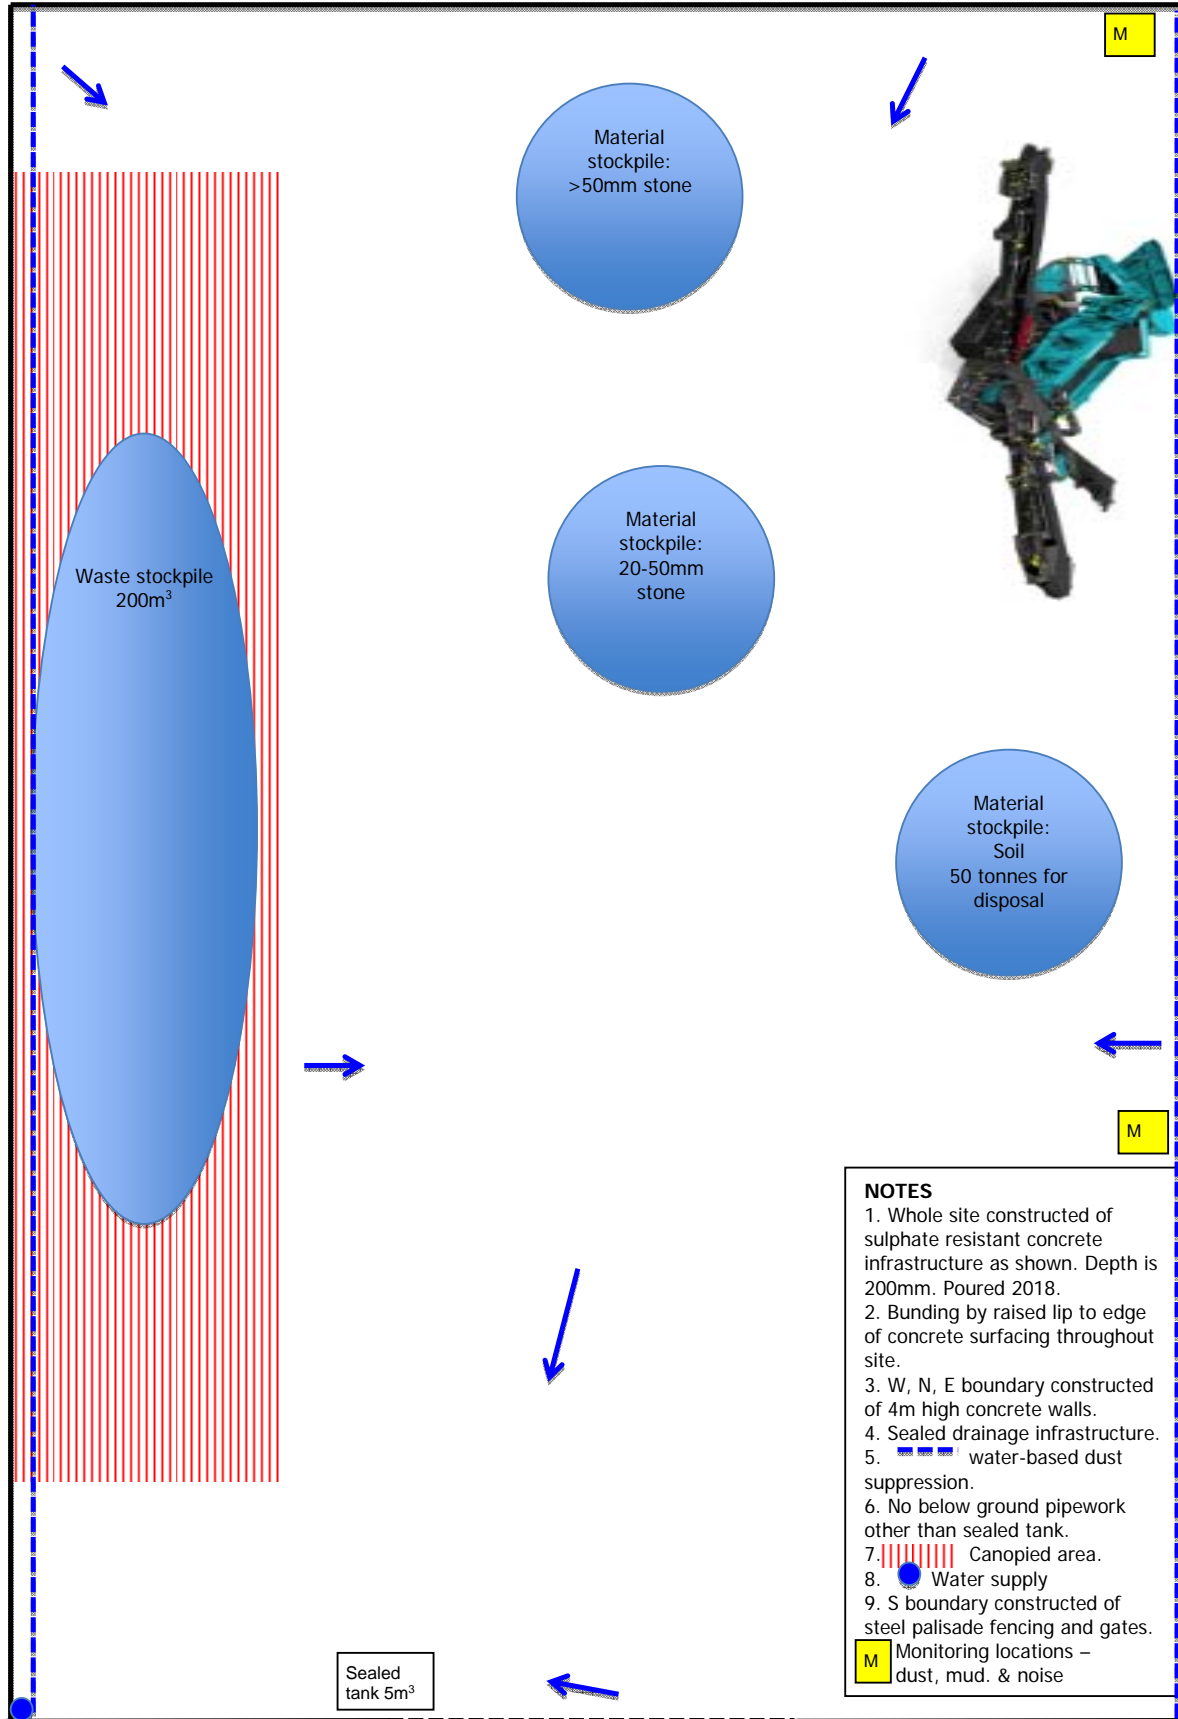 M
Material
stockpile:
>50mm stone
Material
stockpile:
20-50mm
stone
Waste stockpile
200m³
Material
stockpile:
Soil
50 tonnes for
disposal
M
NOTES
1. Whole site constructed of
sulphate resistant concrete
infrastructure as shown. Depth is
200mm. Poured 2018.
2. Bunding by raised lip to edge
of concrete surfacing throughout
site.
3. W, N, E boundary constructed
of 4m high concrete walls.
4. Sealed drainage infrastructure.
5. water-based dust
suppression.
6. No below ground pipework
other than sealed tank.
7. Canopied area.
8. Water supply
9. S boundary constructed of
steel palisade fencing and gates.
M Monitoring locations –
dust, mud. & noise
Sealed
tank 5m³